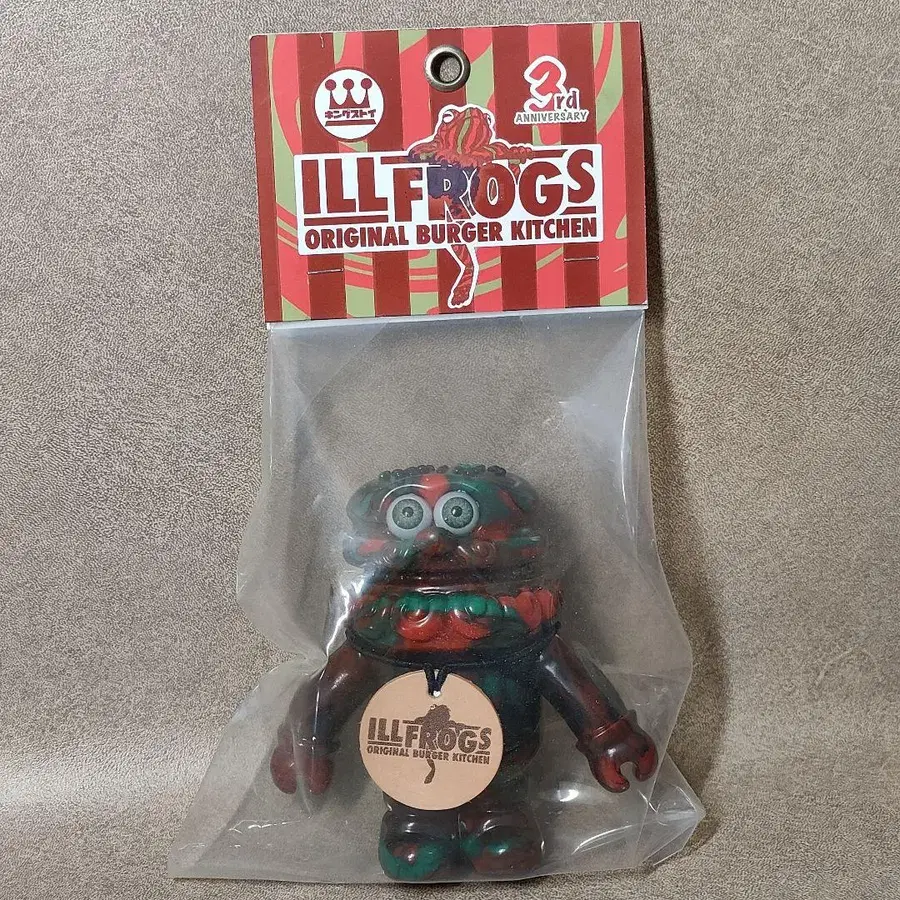 キングストイ
3rd
ANNIVERSARY
ILLFROGS
ORIGINAL BURGER KITCHEN
ILLFROGS
ORIGINAL BURGER KITCHEN